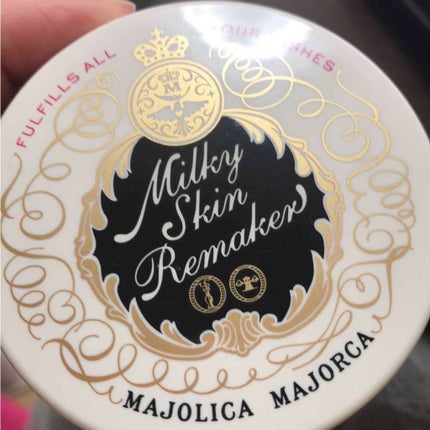 FULFILLS ALL YOUR WISHES
M
Milky
Skin
Remaker
MAJOLICA MAJORCA